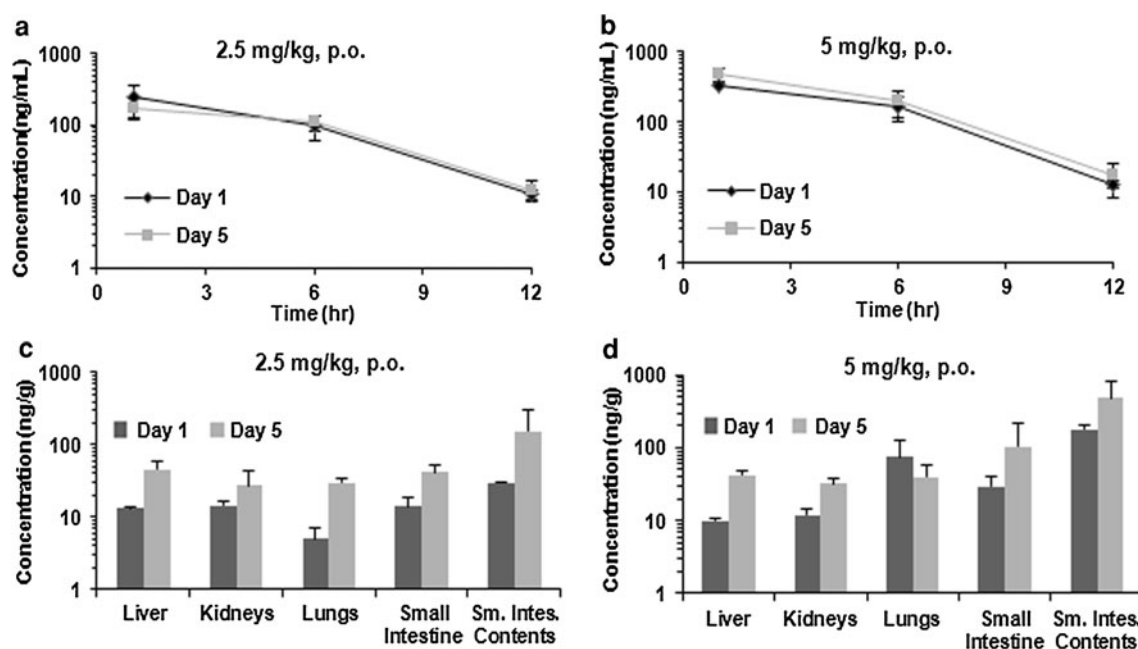 a
2.5 mg/kg, p.o.
Concentration(ng/mL)
1000
100
10
1
Day 1
Day 5
0 3 6 9 12
Time (hr)
b
5 mg/kg, p.o.
Concentration (ng/mL)
1000
100
10
1
Day 1
Day 5
0 3 6 9 12
Time (hr)
c
2.5 mg/kg, p.o.
Concentration (ng/g)
1000
100
10
1
Day 1 Day 5
Liver Kidneys Lungs Small Sm. Intes.
Intestine Contents
d
5 mg/kg, p.o.
Concentration (ng/g)
1000
100
10
1
Day 1 Day 5
Liver Kidneys Lungs Small Sm. Intes.
Intestine Contents